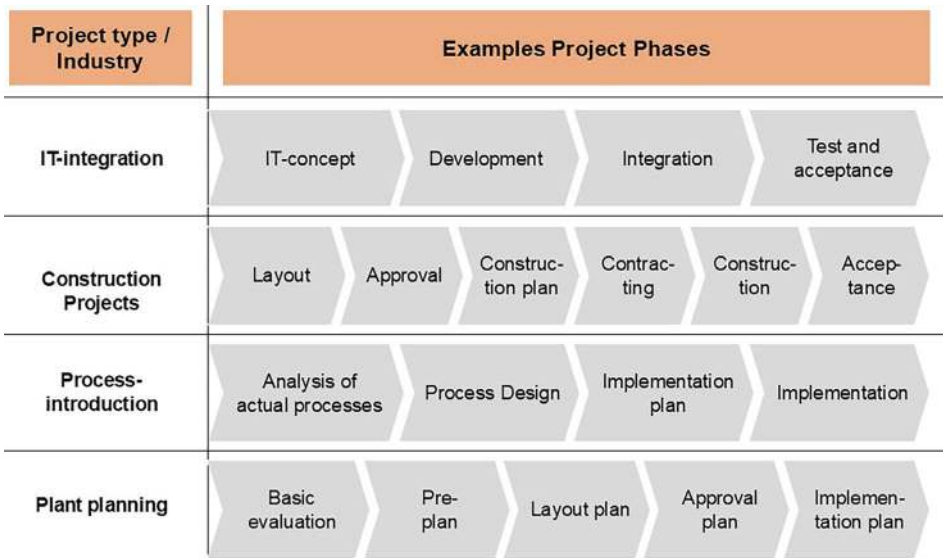 Project type /
Industry
Examples Project Phases
IT-integration
IT-concept
Development
Integration
Test and
acceptance
Construction
Projects
Layout
Approval
Construc-
tion plan
Contrac-
ting
Construc-
tion
Accep-
tance
Process-
introduction
Analysis of
actual processes
Process Design
Implementation
plan
Implementation
Plant planning
Basic
evaluation
Pre-
plan
Layout plan
Approval
plan
Implemen-
tation plan